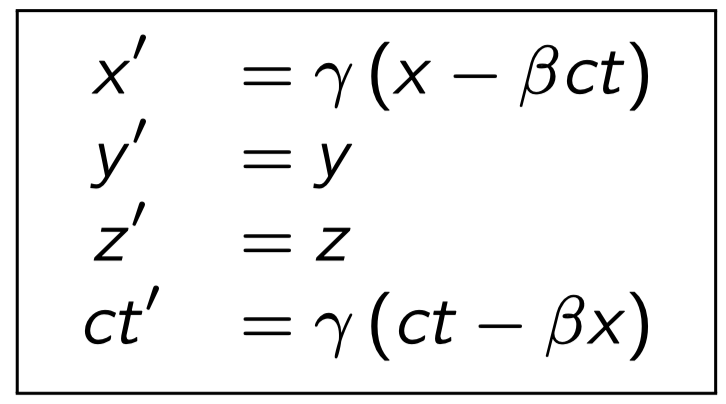 x′ = γ (x − βct)
y′ = y
z′ = z
ct′ = γ (ct − βx)